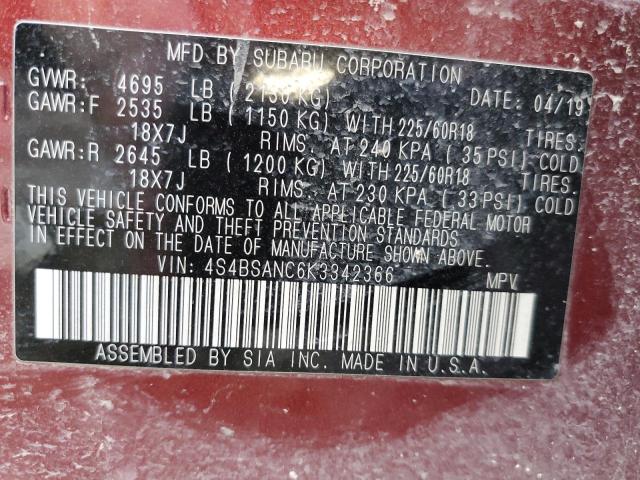 MFD BY SUBARU CORPORATION
GVWR: 4695 LB ( 2130 KG) DATE: 04/19
GAWR:F 2535 LB ( 1150 KG) WITH 225/60R18 TIRES.
18X7J RIMS. AT 240 KPA ( 35 PSI) COLD
GAWR:R 2645 LB ( 1200 KG) WITH 225/60R18 TIRES.
18X7J RIMS. AT 230 KPA ( 33 PSI) COLD
THIS VEHICLE CONFORMS TO ALL APPLICABLE FEDERAL MOTOR
VEHICLE SAFETY AND THEFT PREVENTION STANDARDS
IN EFFECT ON THE DATE OF MANUFACTURE SHOWN ABOVE.
VIN: 4S4BSANC6K3342366 MPV
ASSEMBLED BY SIA INC. MADE IN U.S.A.